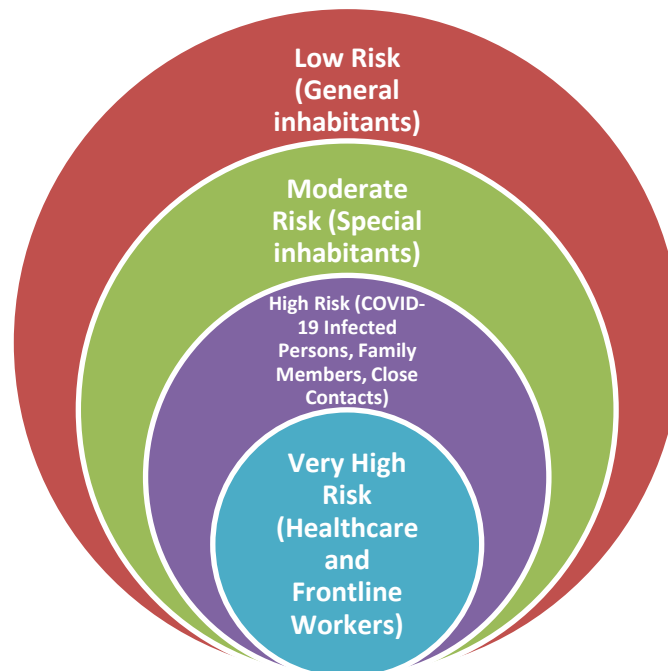 Low Risk
(General
inhabitants)
Moderate
Risk (Special
inhabitants)
High Risk (COVID-
19 Infected
Persons, Family
Members, Close
Contacts)
Very High
Risk
(Healthcare
and
Frontline
Workers)